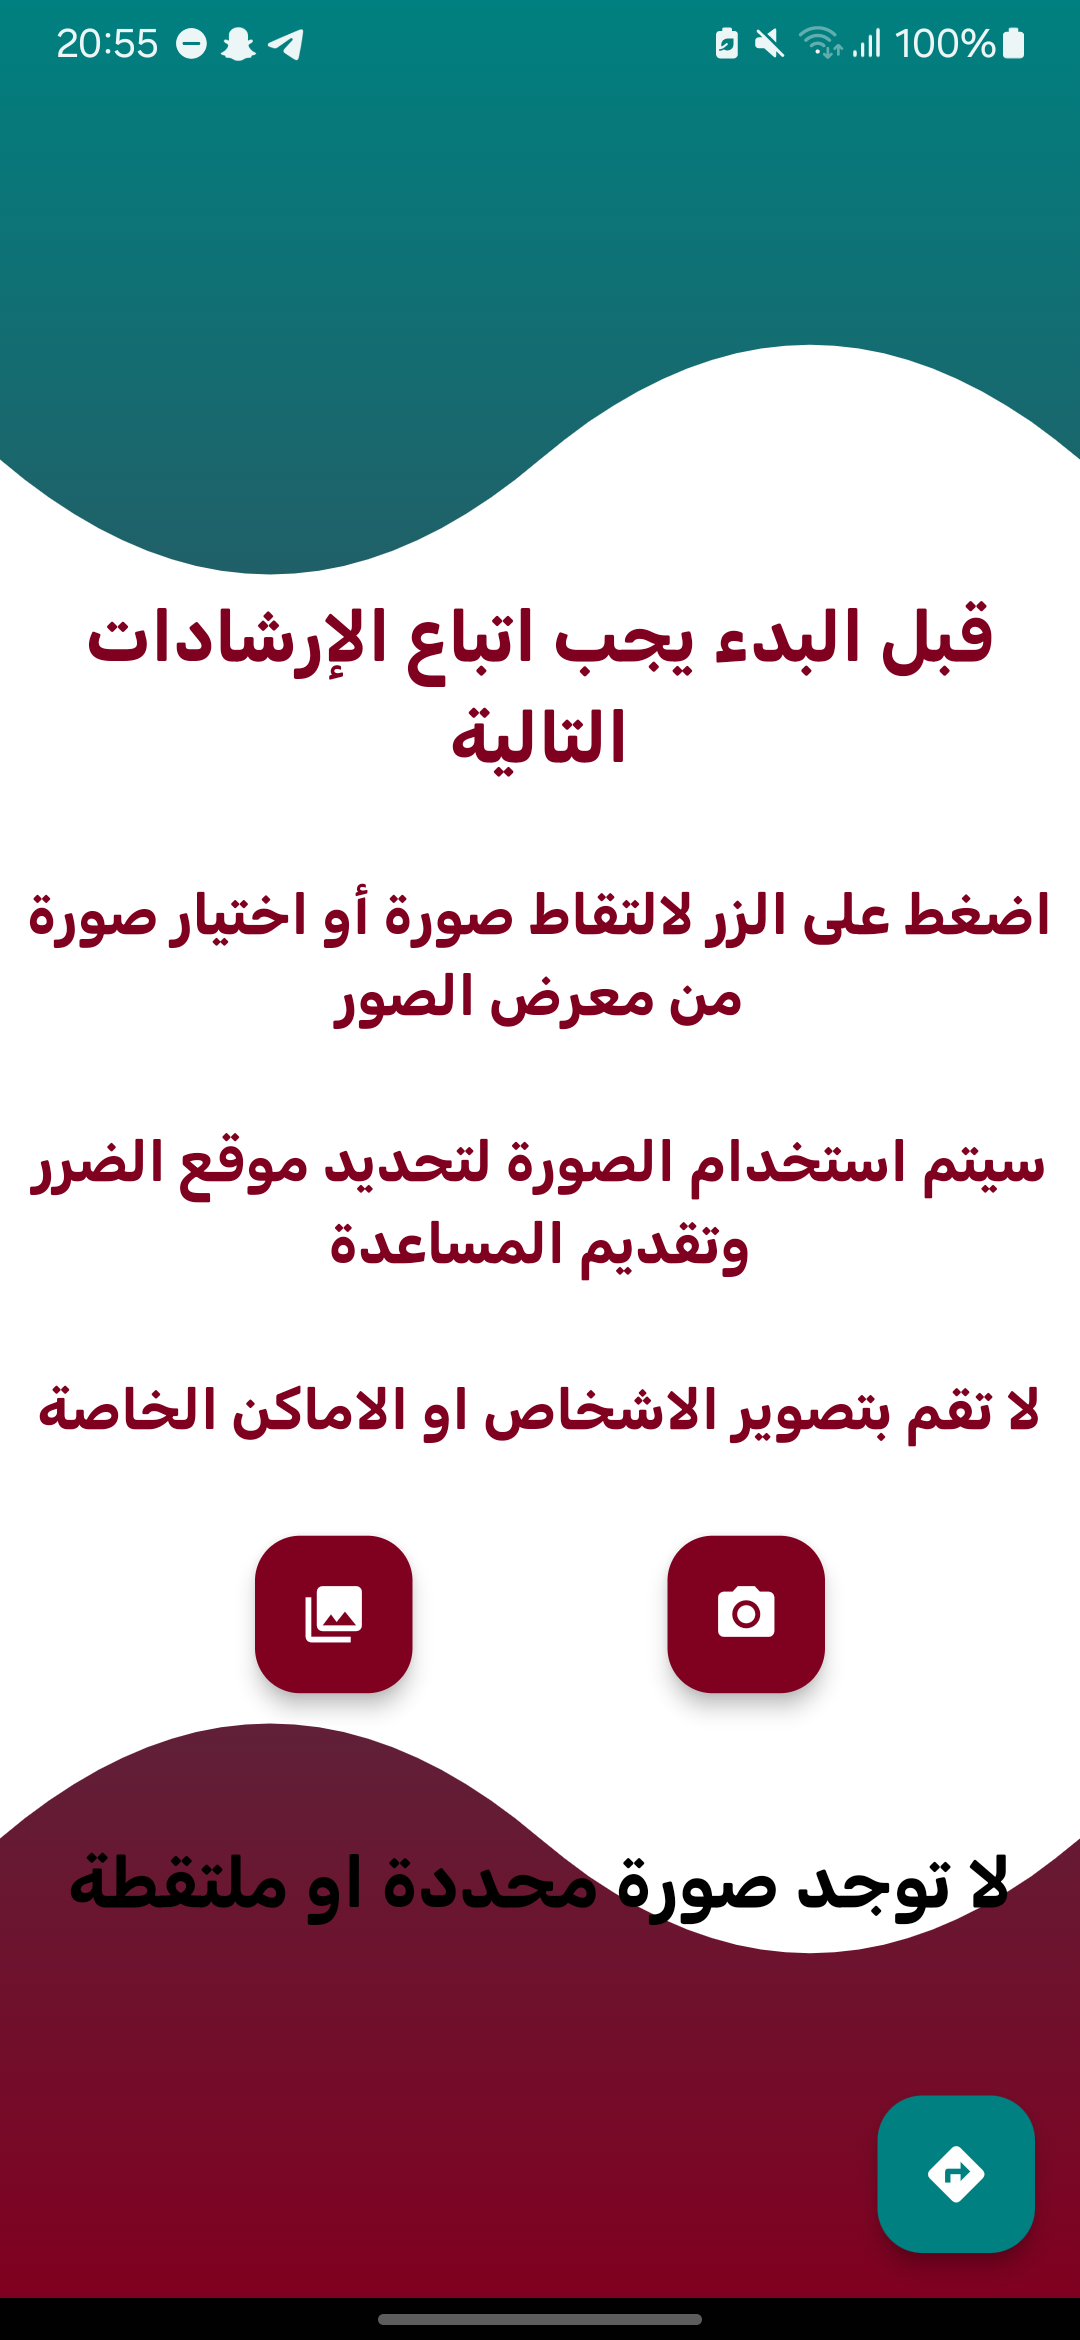 20:55
100%
قبل البدء يجب اتباع الإرشادات
التالية
اضغط على الزر لالتقاط صورة أو اختيار صورة
من معرض الصور
سيتم استخدام الصورة لتحديد موقع الضرر
وتقديم المساعدة
لا تقم بتصوير الاشخاص او الاماكن الخاصة
لا توجد صورة محددة او ملتقطة